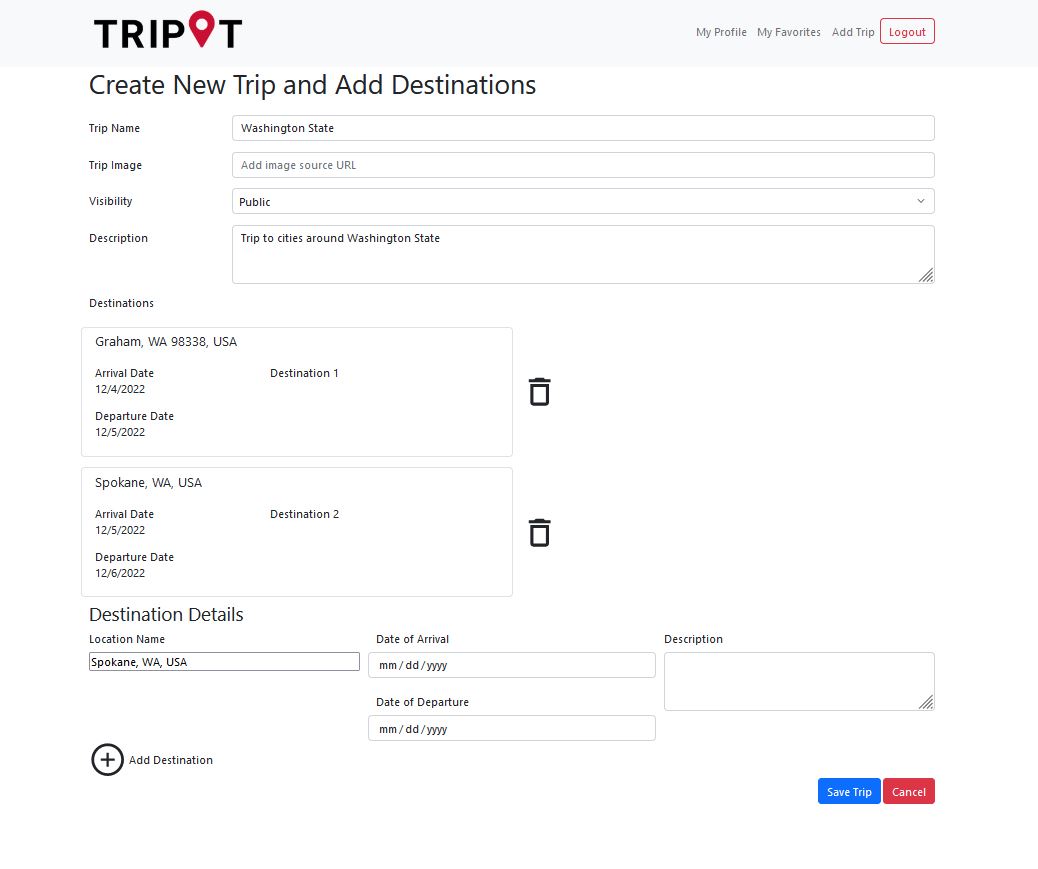 TRIPOT
My Profile My Favorites Add Trip Logout
Create New Trip and Add Destinations
Trip Name Washington State
Trip Image Add image source URL
Visibility Public
Description Trip to cities around Washington State
Destinations
Graham, WA 98338, USA
Arrival Date Destination 1
12/4/2022
Departure Date
12/5/2022
Spokane, WA, USA
Arrival Date Destination 2
12/5/2022
Departure Date
12/6/2022
Destination Details
Location Name Date of Arrival Description
Spokane, WA, USA mm/dd/yyyy
Date of Departure
mm/dd/yyyy
Add Destination
Save Trip Cancel